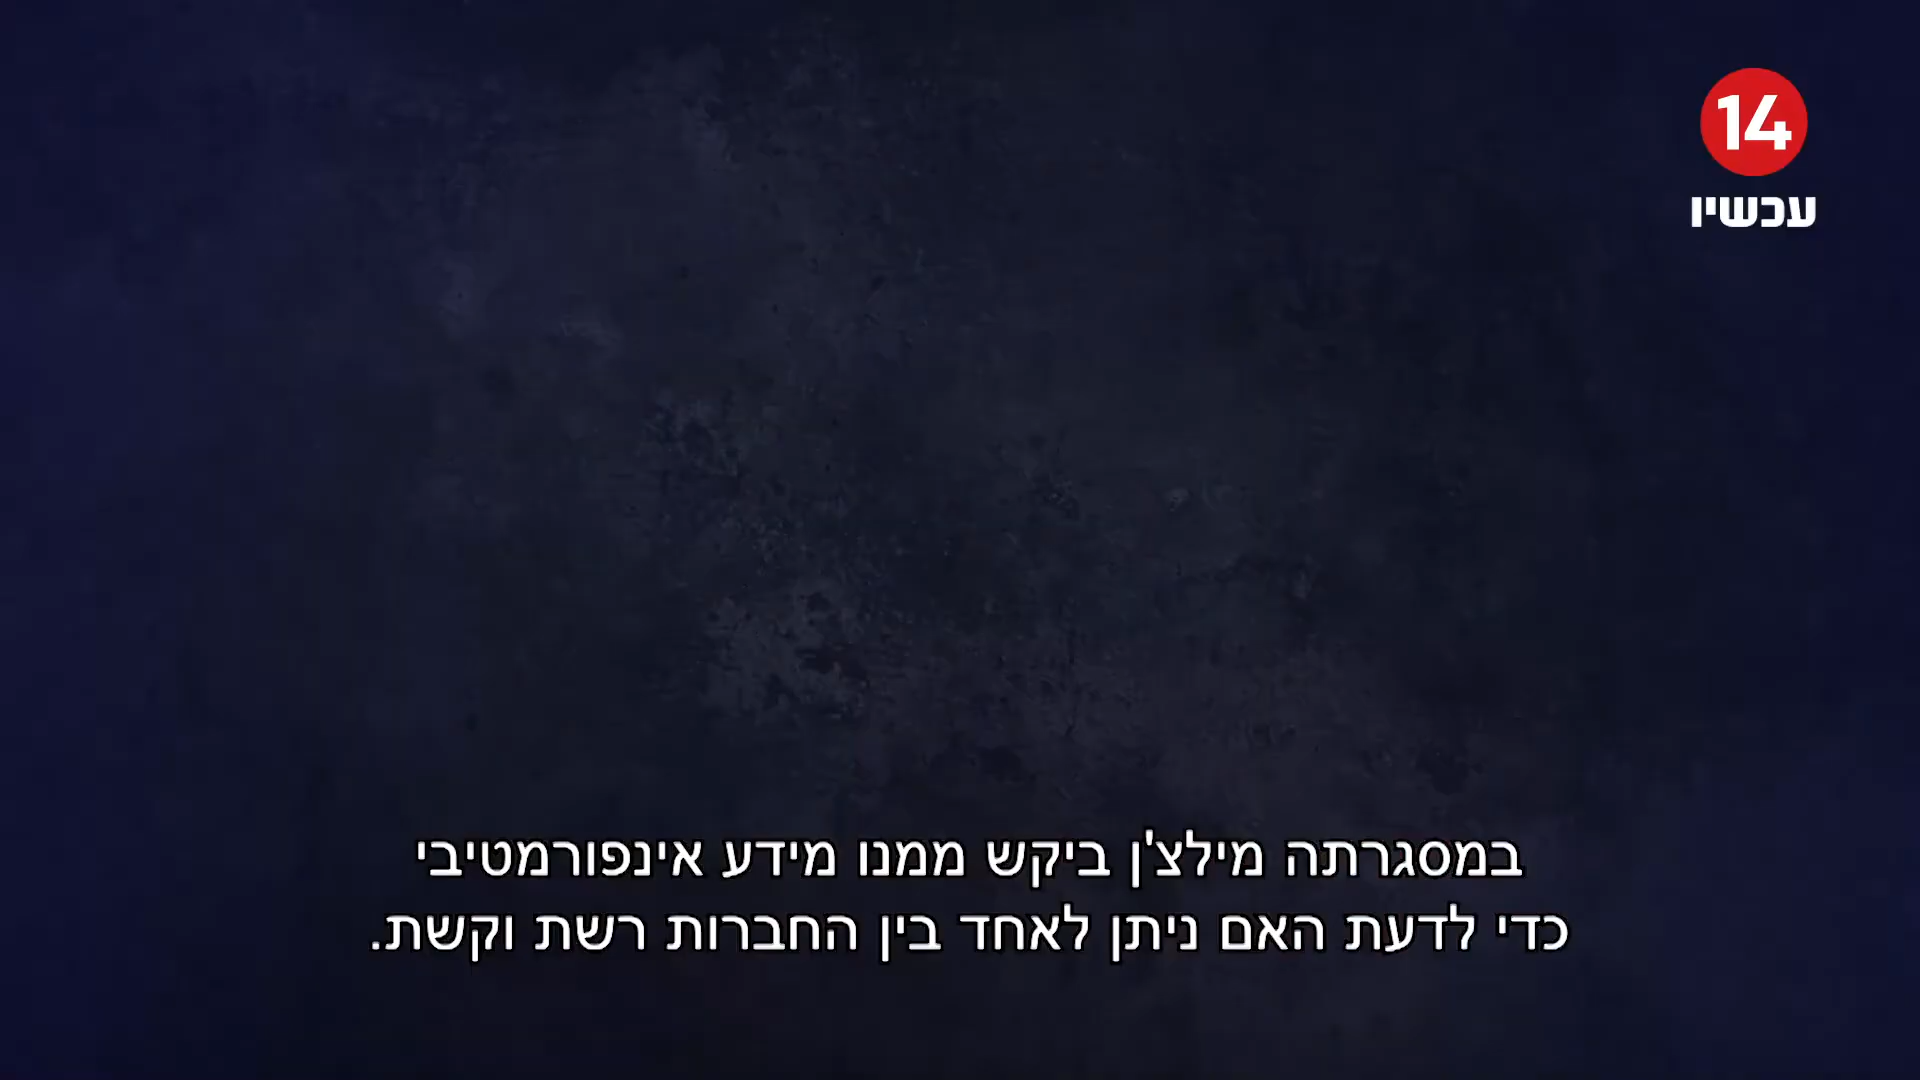 14
עכשיו
במסגרתה מילצ'ן ביקש ממנו מידע אינפורמטיבי
כדי לדעת האם ניתן לאחד בין החברות רשת וקשת.